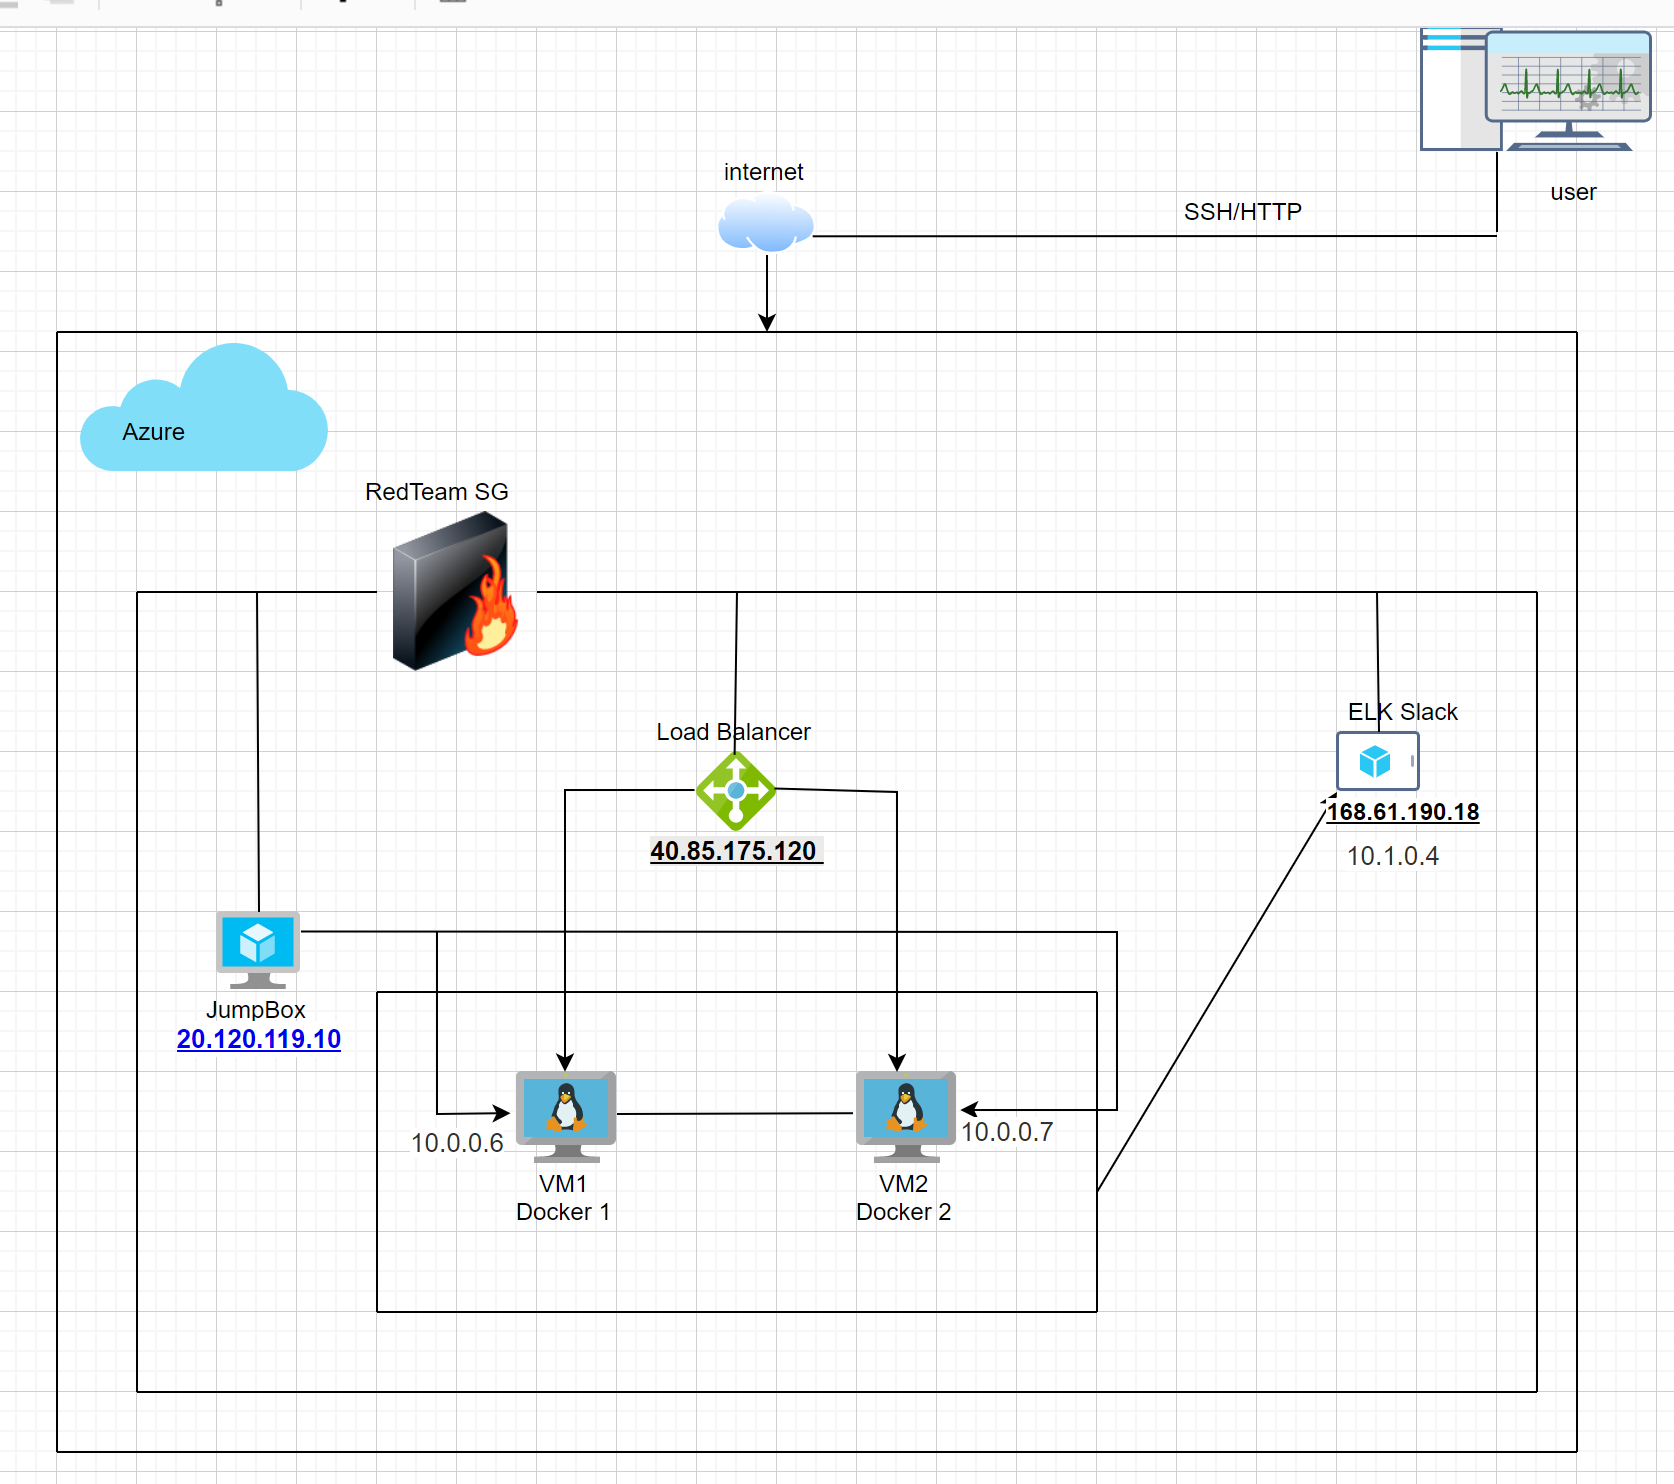 internet
user
SSH/HTTP
Azure
RedTeam SG
Load Balancer
ELK Slack
168.61.190.18
40.85.175.120
10.1.0.4
JumpBox
20.120.119.10
10.0.0.6
10.0.0.7
VM1
Docker 1
VM2
Docker 2